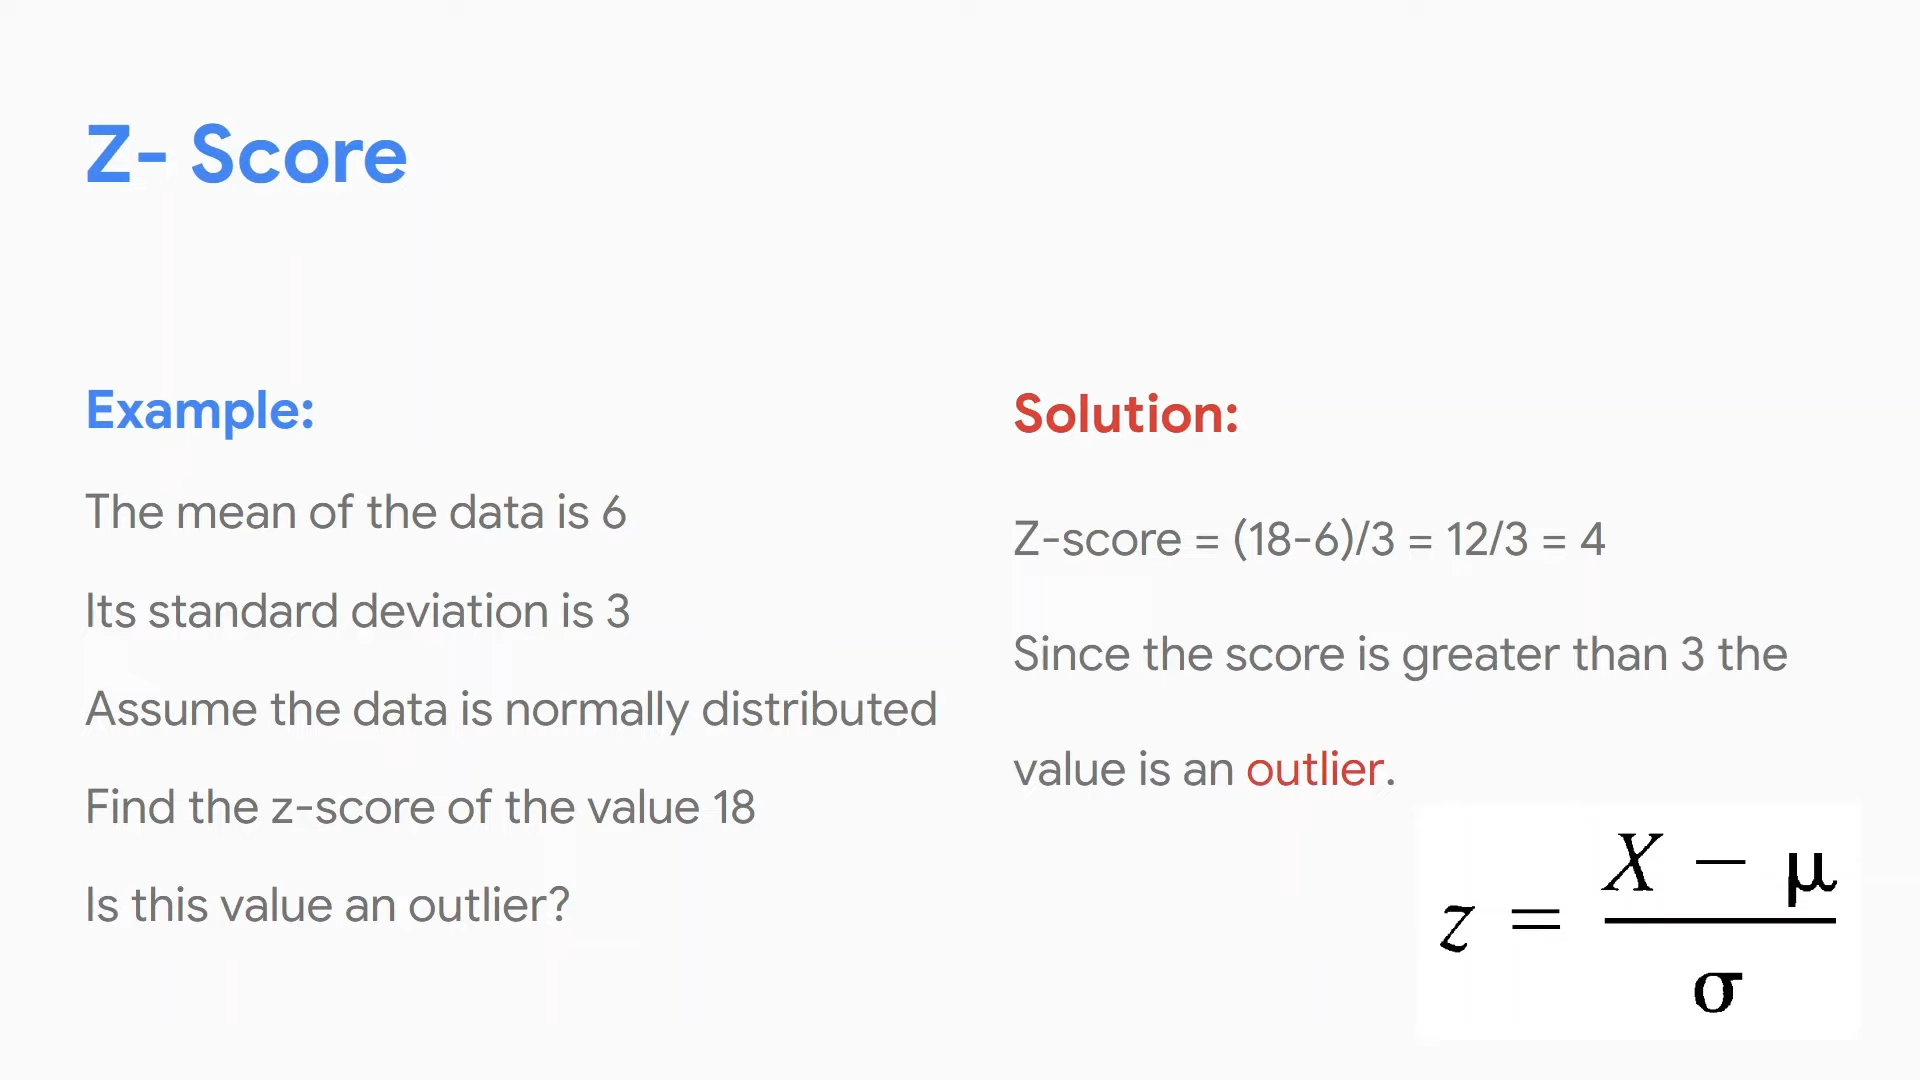 Z- Score
Example:
The mean of the data is 6
Its standard deviation is 3
Assume the data is normally distributed
Find the z-score of the value 18
Is this value an outlier?
Solution:
Z-score = (18-6)/3 = 12/3 = 4
Since the score is greater than 3 the
value is an outlier.
z = (X − μ) / σ